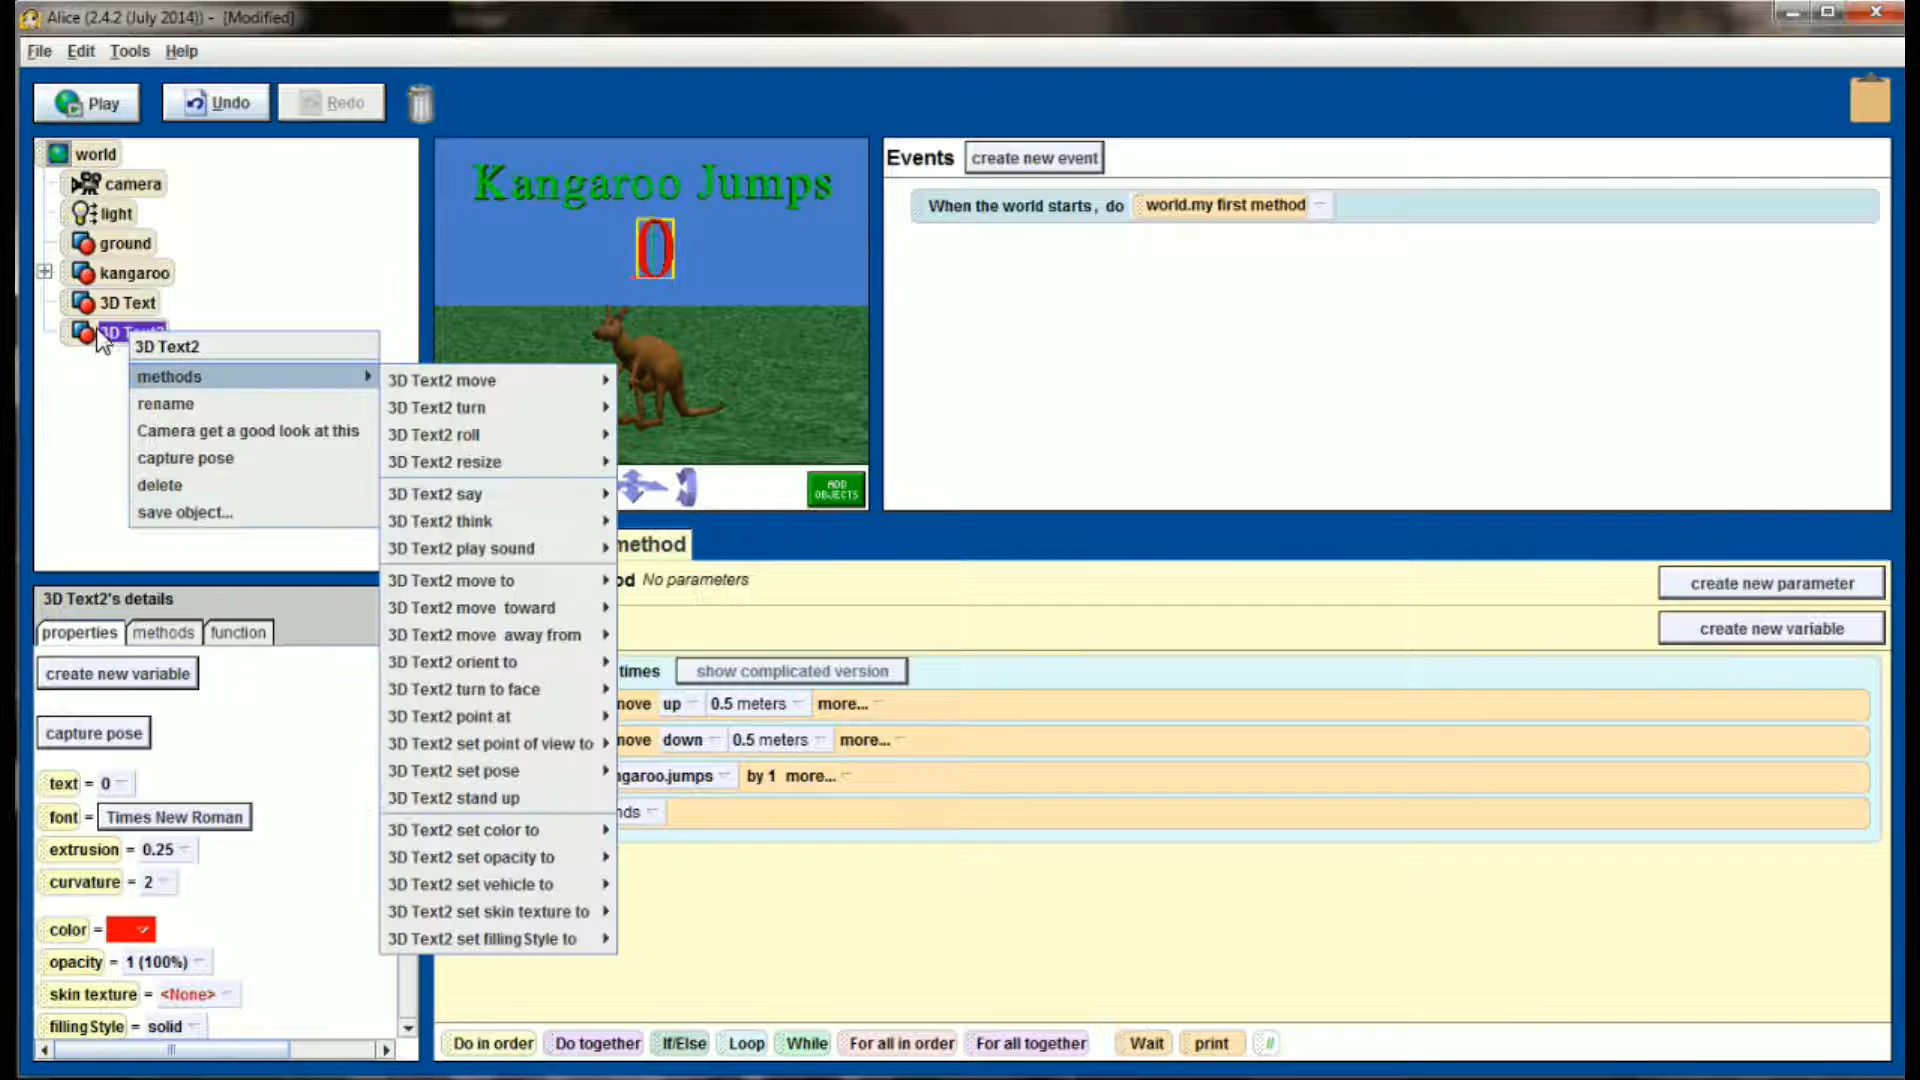 Alice (2.4.2 (July 2014)) - [Modified]
File Edit Tools Help
Play Undo Redo
world
camera
light
ground
kangaroo
3D Text
3D Text2
3D Text2
methods
rename
Camera get a good look at this
capture pose
delete
save object...
3D Text2 move
3D Text2 turn
3D Text2 roll
3D Text2 resize
3D Text2 say
3D Text2 think
3D Text2 play sound
3D Text2 move to
3D Text2 move toward
3D Text2 move away from
3D Text2 orient to
3D Text2 turn to face
3D Text2 point at
3D Text2 set point of view to
3D Text2 set pose
3D Text2 stand up
3D Text2 set color to
3D Text2 set opacity to
3D Text2 set vehicle to
3D Text2 set skin texture to
3D Text2 set fillingStyle to
Kangaroo Jumps
0
ADD
OBJECTS
Events create new event
When the world starts, do world.my first method
3D Text2's details
properties methods function
create new variable
capture pose
text = 0
font = Times New Roman
extrusion = 0.25
curvature = 2
color =
opacity = 1 (100%)
skin texture = <None>
fillingStyle = solid
method
od No parameters
create new parameter
create new variable
times show complicated version
move up 0.5 meters more...
move down 0.5 meters more...
ngaroo.jumps by 1 more...
nds
Do in order Do together If/Else Loop While For all in order For all together Wait print //